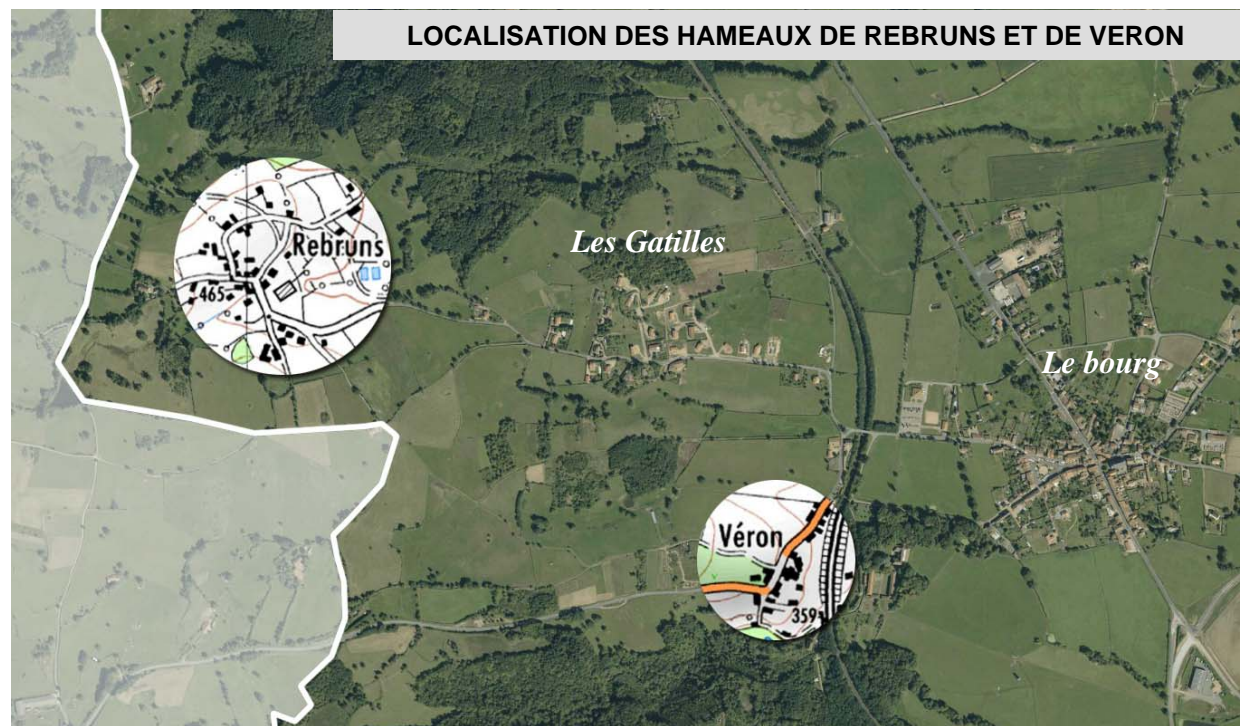 LOCALISATION DES HAMEAUX DE REBRUNS ET DE VERON
Les Gatilles
Rebruns
465
Le bourg
Véron
359